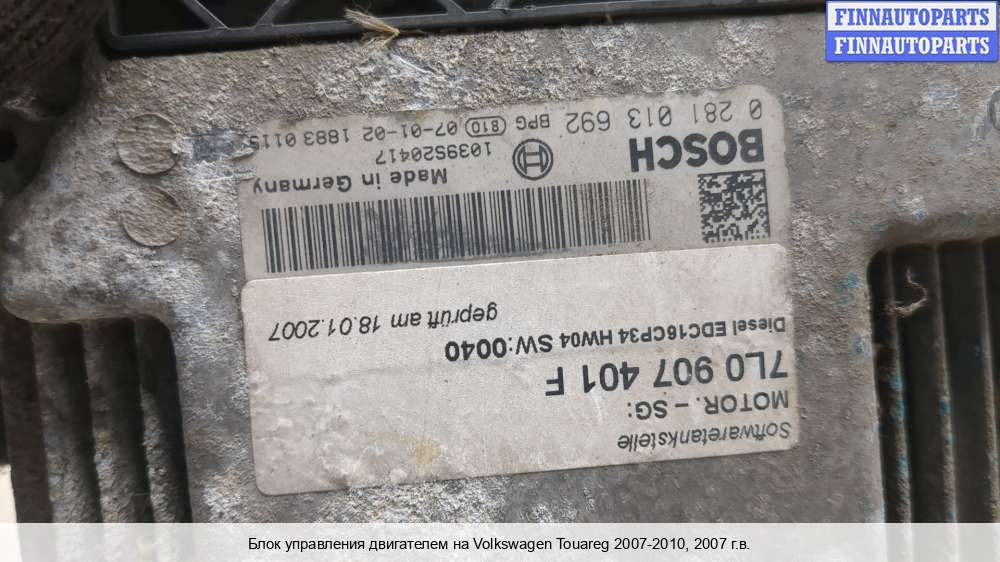 FINNAUTOPARTS
FINNAUTOPARTS
Softwaretankstelle
MOTOR. - SG:
7L0 907 401 F
Diesel EDC16CP34 HW04 SW:0040
geprüft am 18.01.2007
Made in Germany
BOSCH
1039S20417
0 281 013 692 BPG 810 07-01-02 1883 0115
Блок управления двигателем на Volkswagen Touareg 2007-2010, 2007 г.в.